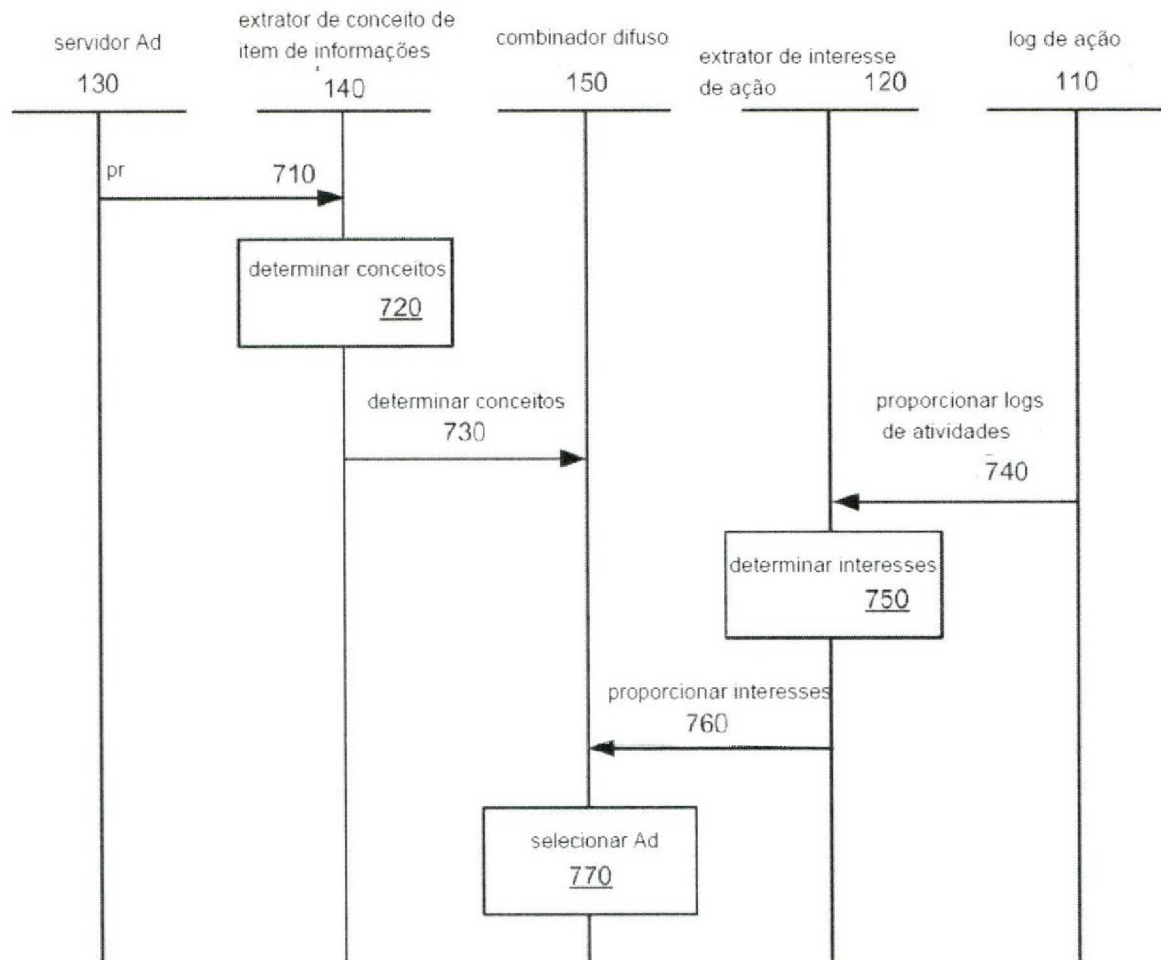 servidor Ad
130
extrator de conceito de
item de informações
140
combinador difuso
150
extrator de interesse
de ação 120
log de ação
110
pr 710
determinar conceitos
720
determinar conceitos
730
proporcionar logs
de atividades
740
determinar interesses
750
proporcionar interesses
760
selecionar Ad
770